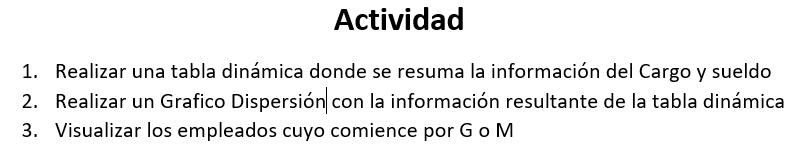 Actividad
1. Realizar una tabla dinámica donde se resuma la información del Cargo y sueldo
2. Realizar un Grafico Dispersión con la información resultante de la tabla dinámica
3. Visualizar los empleados cuyo comience por G o M